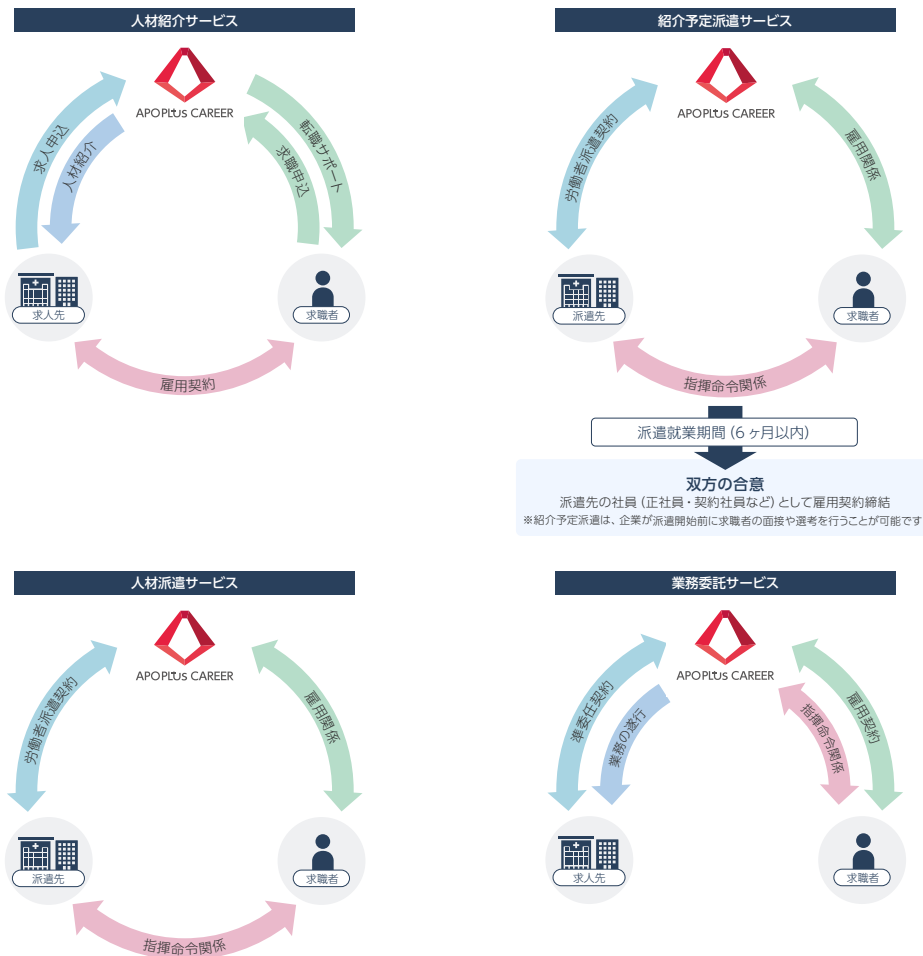 人材紹介サービス
APOPLUS CAREER
求人申込
人材紹介
転職サポート
求職申込
求人先
求職者
雇用契約
紹介予定派遣サービス
APOPLUS CAREER
労働者派遣契約
雇用関係
派遣先
求職者
指揮命令関係
派遣就業期間（6ヶ月以内）
双方の合意
派遣先の社員（正社員・契約社員など）として雇用契約締結
※紹介予定派遣は、企業が派遣開始前に求職者の面接や選考を行うことが可能です
人材派遣サービス
APOPLUS CAREER
労働者派遣契約
雇用関係
派遣先
求職者
指揮命令関係
業務委託サービス
APOPLUS CAREER
準委任契約
業務の遂行
雇用契約
指揮命令関係
求人先
求職者